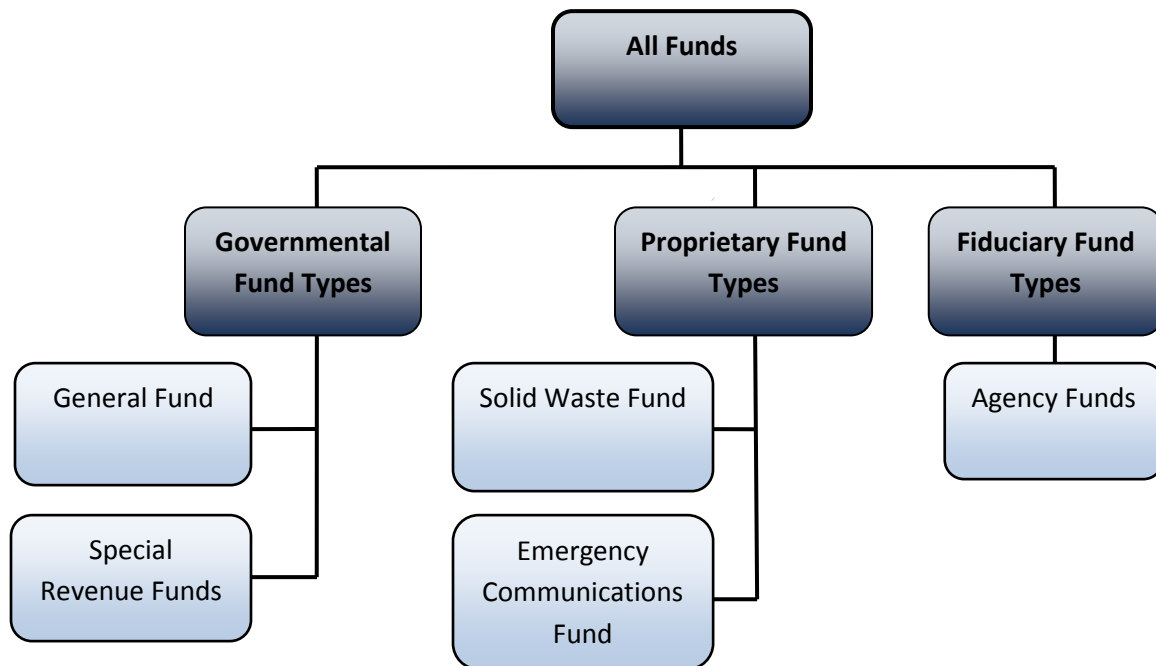 All Funds
Governmental
Fund Types
Proprietary Fund
Types
Fiduciary Fund
Types
General Fund
Solid Waste Fund
Agency Funds
Special
Revenue Funds
Emergency
Communications
Fund